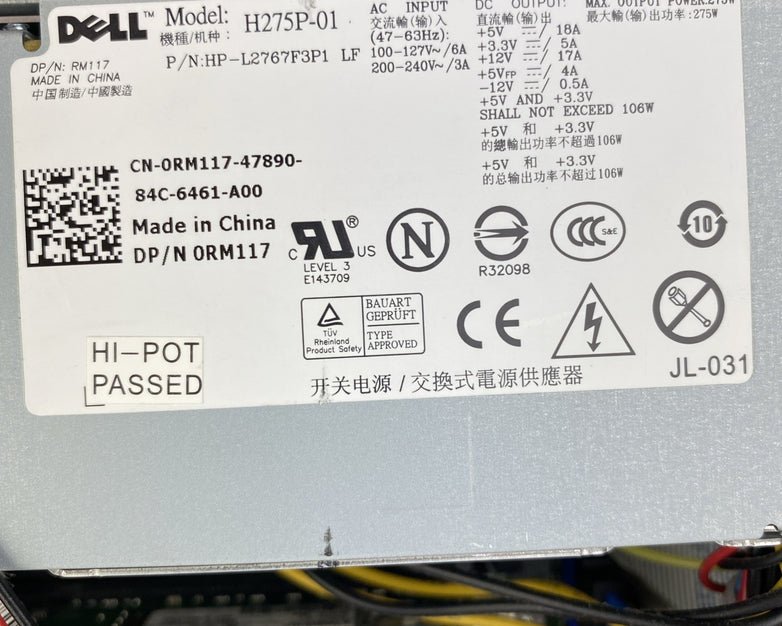 DELL™ Model: H275P-01
機種/机种:
P/N:HP-L2767F3P1 LF
DP/N: RM117
MADE IN CHINA
中国制造/中國製造
AC INPUT
交流輸(输)入
(47-63Hz):
100-127V~/6A
200-240V~/3A
DC OUTPUT:
直流輸(输)出
+5V ⎓/ 18A
+3.3V ⎓/ 5A
+12V ⎓/ 17A
+5VFP ⎓/ 4A
-12V ⎓/ 0.5A
+5V AND +3.3V
SHALL NOT EXCEED 106W
+5V 和 +3.3V
的總輸出功率不超過106W
+5V 和 +3.3V
的总输出功率不超过106W
MAX. OUTPUT POWER:275W
最大輸(输)出功率:275W
CN-0RM117-47890-
84C-6461-A00
Made in China
DP/N 0RM117
c RU® US
LEVEL 3
E143709
N
R32098
CCC S&E
10
TÜV
Rheinland
Product Safety
BAUART
GEPRÜFT
TYPE
APPROVED
CE
JL-031
HI-POT
PASSED
开关电源 / 交換式電源供應器